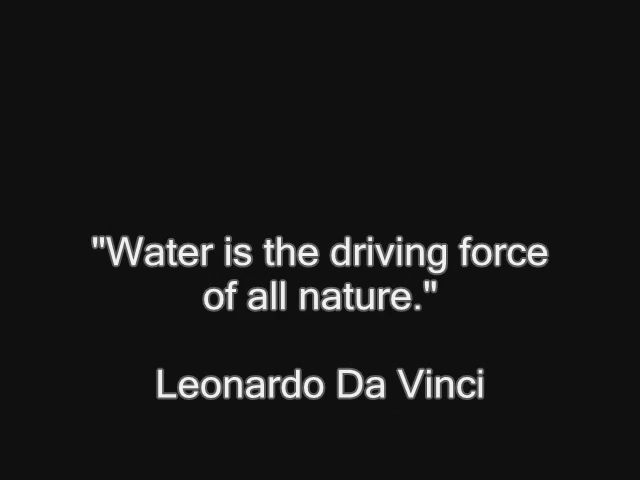 "Water is the driving force
of all nature."
Leonardo Da Vinci